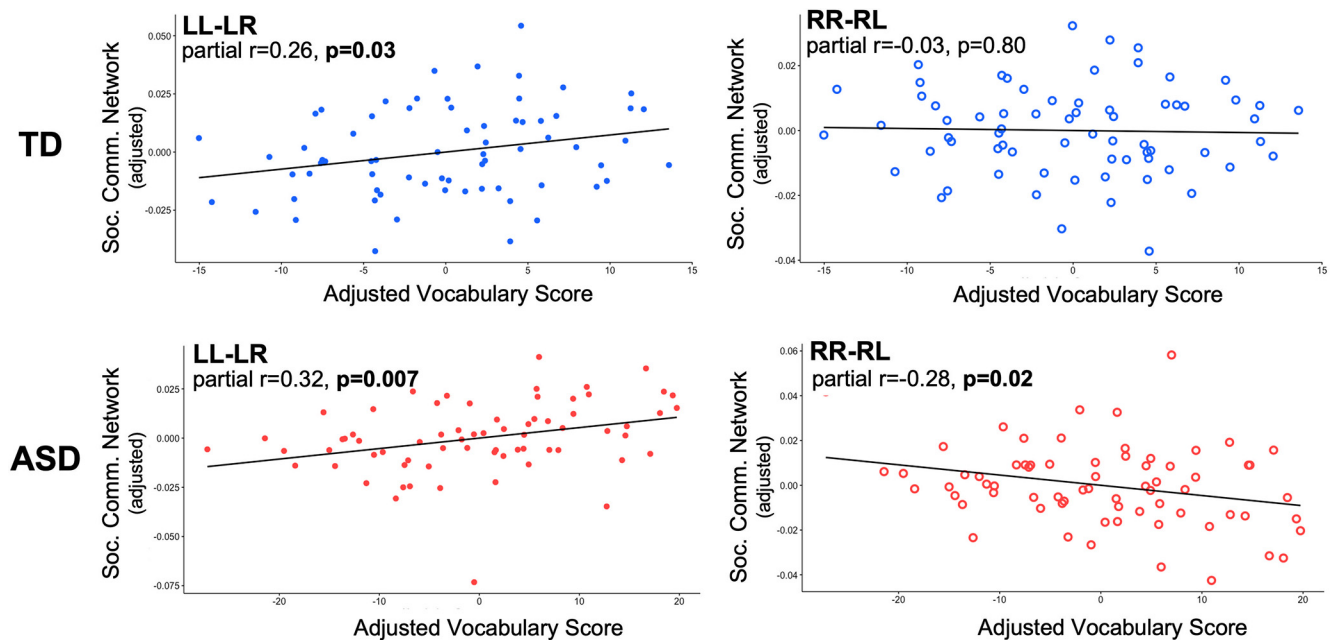 LL-LR
partial r=0.26, p=0.03
TD
Soc. Comm. Network
(adjusted)
0.050
0.025
0.000
-0.025
-15
-10
-5
0
5
10
15
Adjusted Vocabulary Score
RR-RL
partial r=-0.03, p=0.80
Soc. Comm. Network
(adjusted)
0.02
0.00
-0.02
-0.04
-15
-10
-5
0
5
10
15
Adjusted Vocabulary Score
LL-LR
partial r=0.32, p=0.007
ASD
Soc. Comm. Network
(adjusted)
0.025
0.000
-0.025
-0.050
-0.075
-20
-10
0
10
20
Adjusted Vocabulary Score
RR-RL
partial r=-0.28, p=0.02
Soc. Comm. Network
(adjusted)
0.06
0.04
0.02
0.00
-0.02
-0.04
-20
-10
0
10
20
Adjusted Vocabulary Score